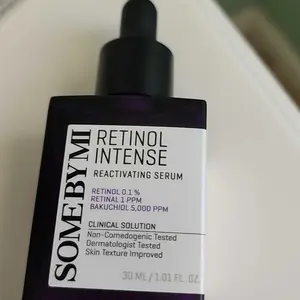 SOME BY MI
RETINOL
INTENSE
REACTIVATING SERUM
RETINOL 0.1 %
RETINAL 1 PPM
BAKUCHIOL 5,000 PPM
CLINICAL SOLUTION
Non-Comedogenic Tested
Dermatologist Tested
Skin Texture Improved
30 ML / 1.01 FL. OZ.